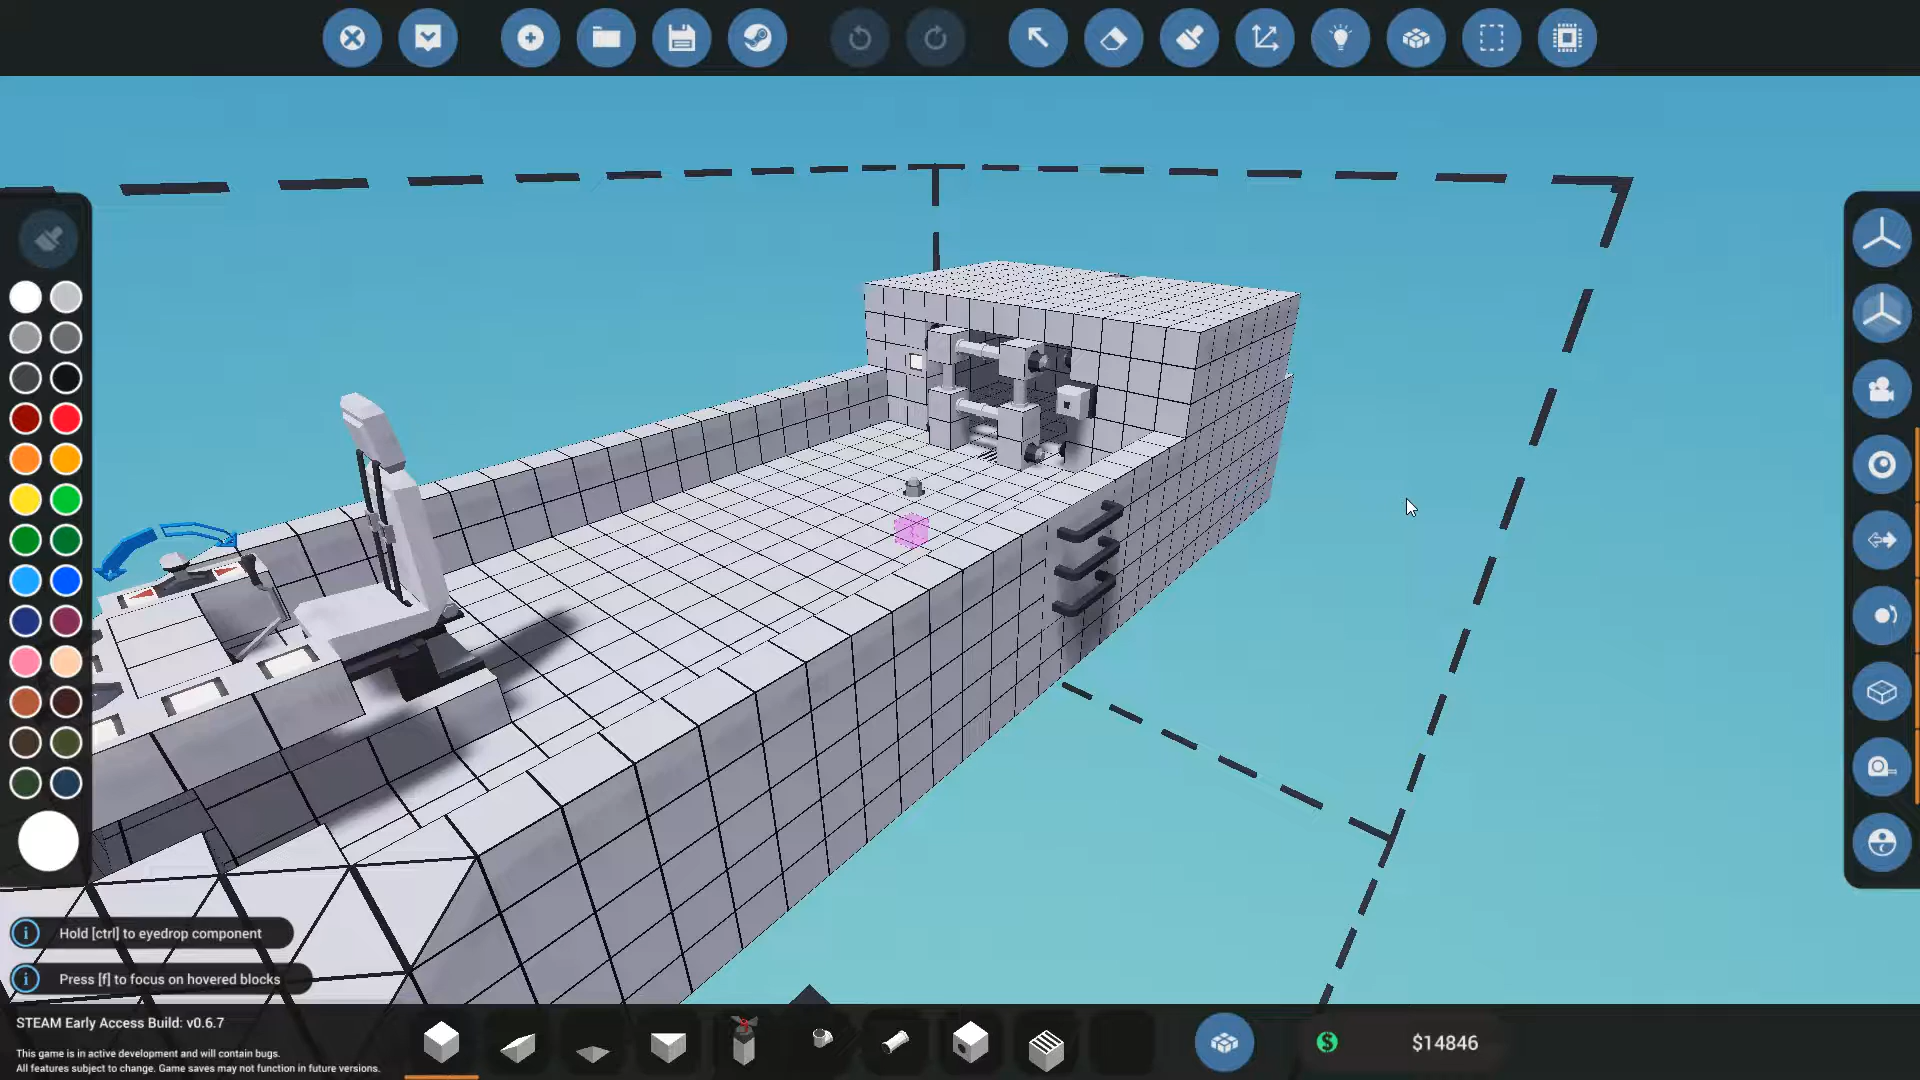 Hold [ctrl] to eyedrop component
Press [f] to focus on hovered blocks
STEAM Early Access Build: v0.6.7
This game is in active development and will contain bugs.
All features subject to change. Game saves may not function in future versions.
$14846